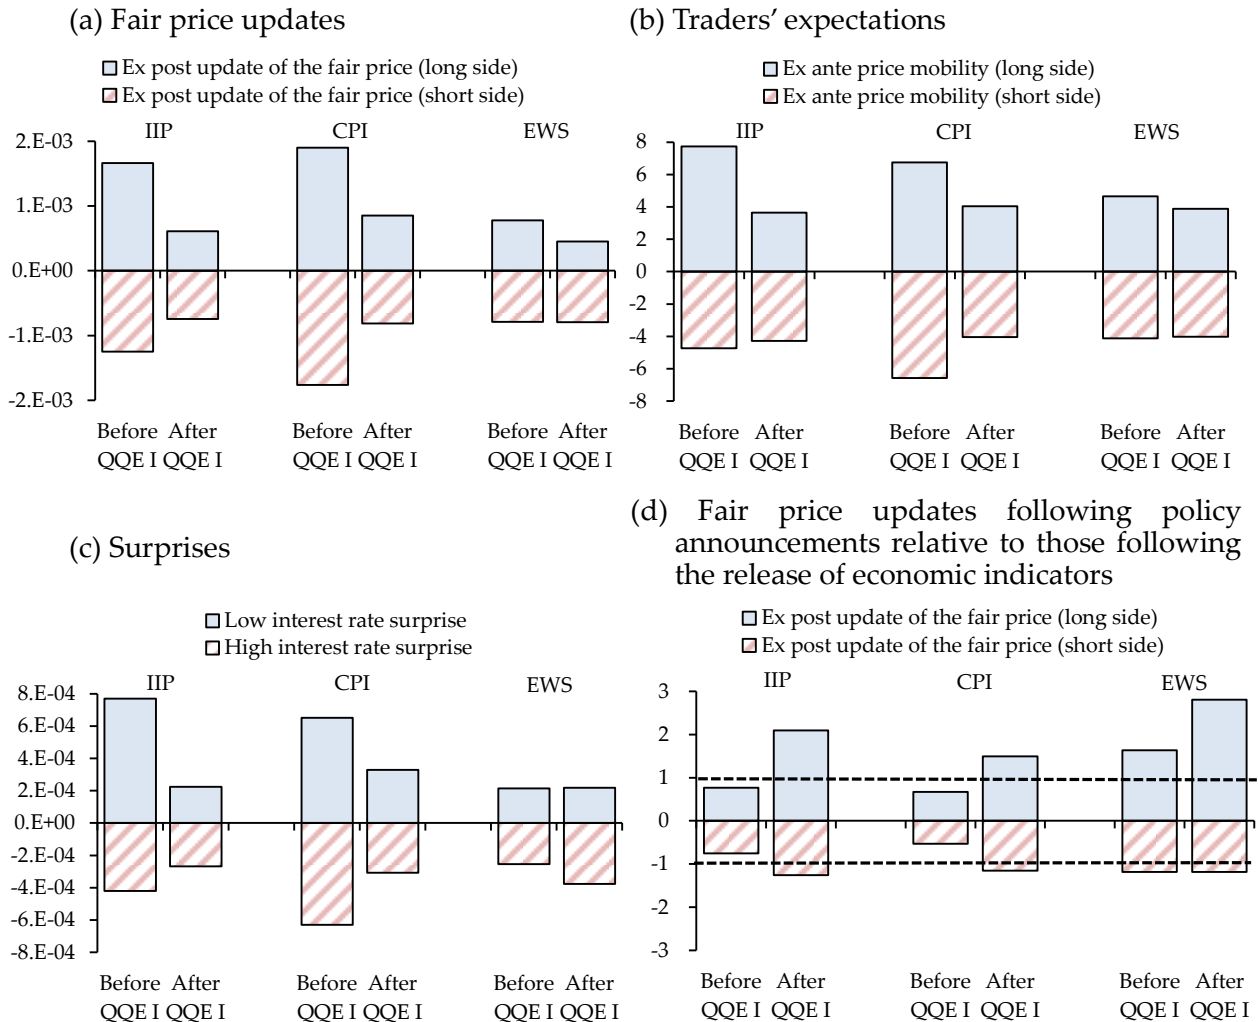 (a) Fair price updates
Ex post update of the fair price (long side)
Ex post update of the fair price (short side)
IIP CPI EWS
2.E-03
1.E-03
0.E+00
-1.E-03
-2.E-03
Before After Before After Before After
QQE I QQE I QQE I QQE I QQE I QQE I
(b) Traders’ expectations
Ex ante price mobility (long side)
Ex ante price mobility (short side)
IIP CPI EWS
8
6
4
2
0
-2
-4
-6
-8
Before After Before After Before After
QQE I QQE I QQE I QQE I QQE I QQE I
(c) Surprises
Low interest rate surprise
High interest rate surprise
IIP CPI EWS
8.E-04
6.E-04
4.E-04
2.E-04
0.E+00
-2.E-04
-4.E-04
-6.E-04
-8.E-04
Before After Before After Before After
QQE I QQE I QQE I QQE I QQE I QQE I
(d) Fair price updates following policy
announcements relative to those following
the release of economic indicators
Ex post update of the fair price (long side)
Ex post update of the fair price (short side)
IIP CPI EWS
3
2
1
0
-1
-2
-3
Before After Before After Before After
QQE I QQE I QQE I QQE I QQE I QQE I